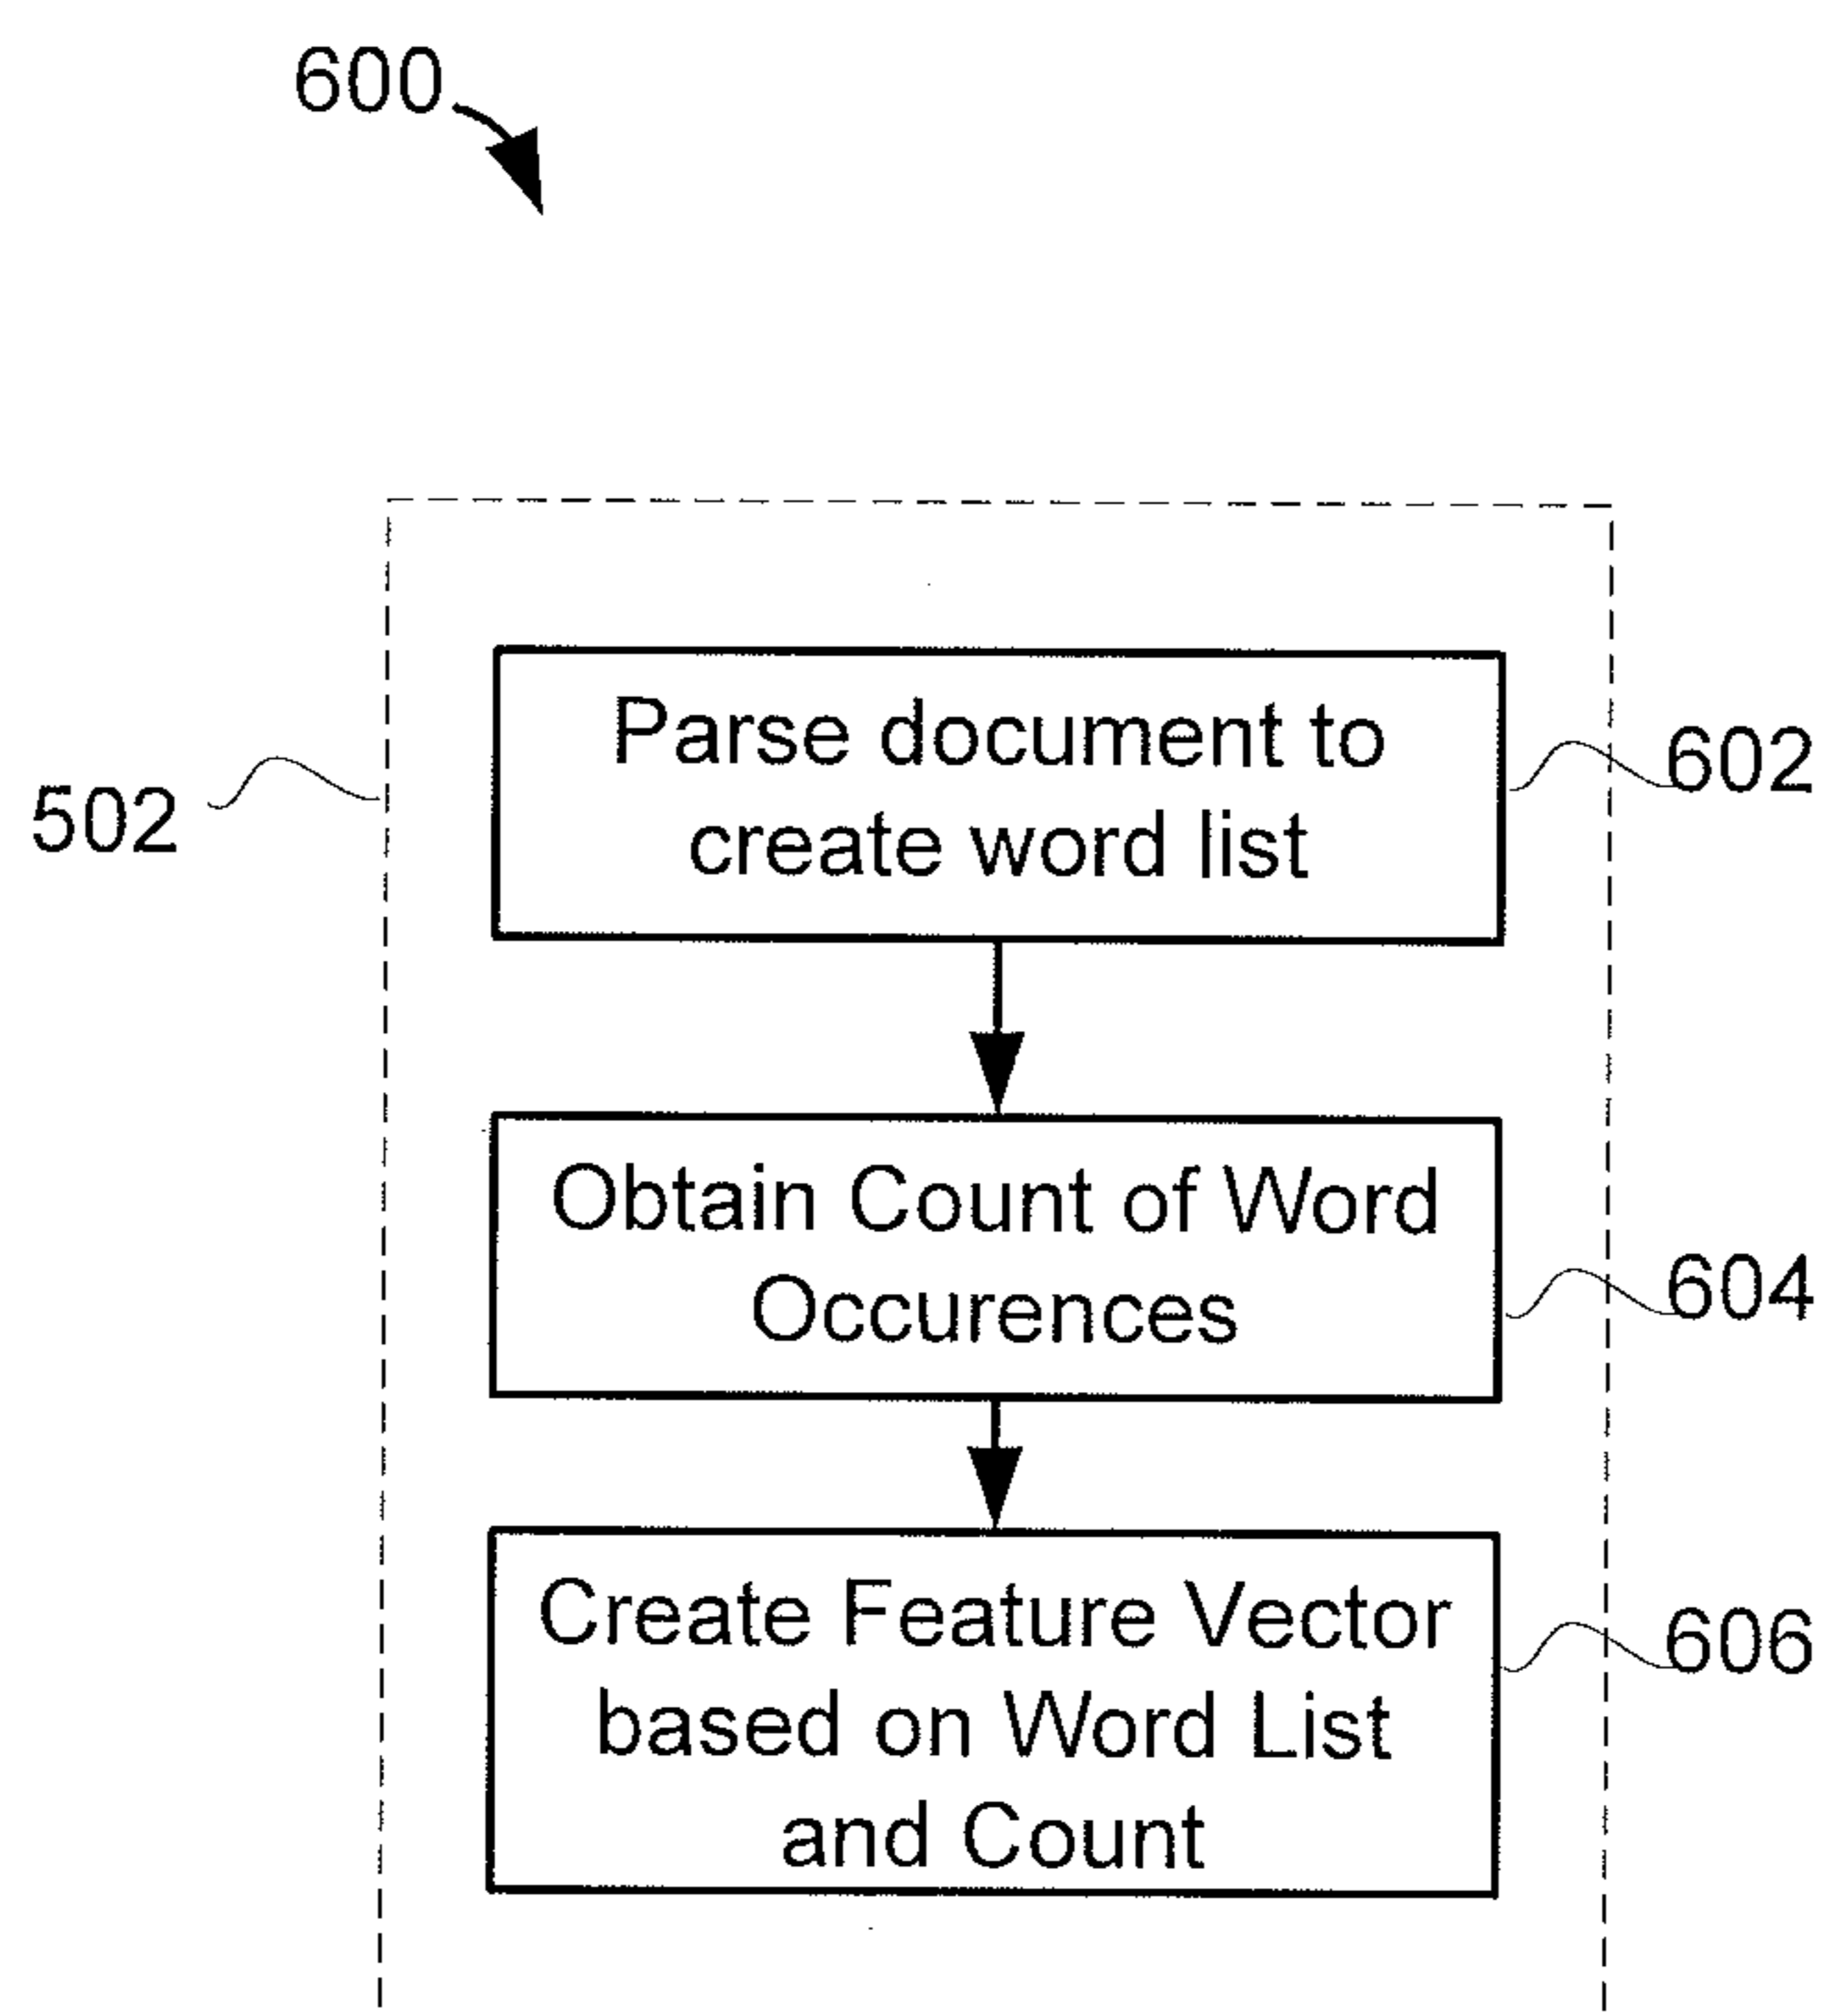 600
502
Parse document to
create word list
602
Obtain Count of Word
Occurences
604
Create Feature Vector
based on Word List
and Count
606